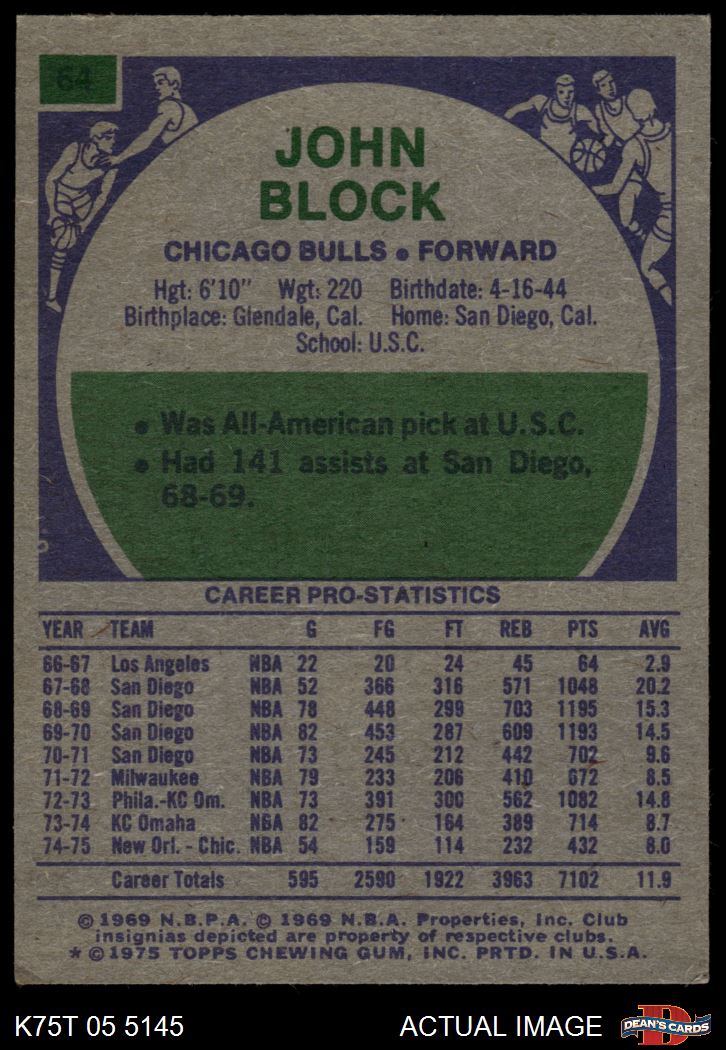 64
JOHN
BLOCK
CHICAGO BULLS • FORWARD
Hgt: 6'10" Wgt: 220 Birthdate: 4-16-44
Birthplace: Glendale, Cal. Home: San Diego, Cal.
School: U.S.C.
• Was All-American pick at U.S.C.
• Had 141 assists at San Diego,
68-69.
CAREER PRO-STATISTICS
YEAR TEAM G FG FT REB PTS AVG
66-67 Los Angeles NBA 22 20 24 45 64 2.9
67-68 San Diego NBA 52 366 316 571 1048 20.2
68-69 San Diego NBA 78 448 299 703 1195 15.3
69-70 San Diego NBA 82 453 287 609 1193 14.5
70-71 San Diego NBA 73 245 212 442 702 9.6
71-72 Milwaukee NBA 79 233 206 410 672 8.5
72-73 Phila.-KC Om. NBA 73 391 300 562 1082 14.8
73-74 KC Omaha NBA 82 275 164 389 714 8.7
74-75 New Orl. - Chic. NBA 54 159 114 232 432 8.0
Career Totals 595 2590 1922 3963 7102 11.9
© 1969 N.B.P.A. © 1969 N.B.A. Properties, Inc. Club
insignias depicted are property of respective clubs.
* © 1975 TOPPS CHEWING GUM, INC. PRTD. IN U.S.A.
K75T 05 5145 ACTUAL IMAGE DEAN'S CARDS